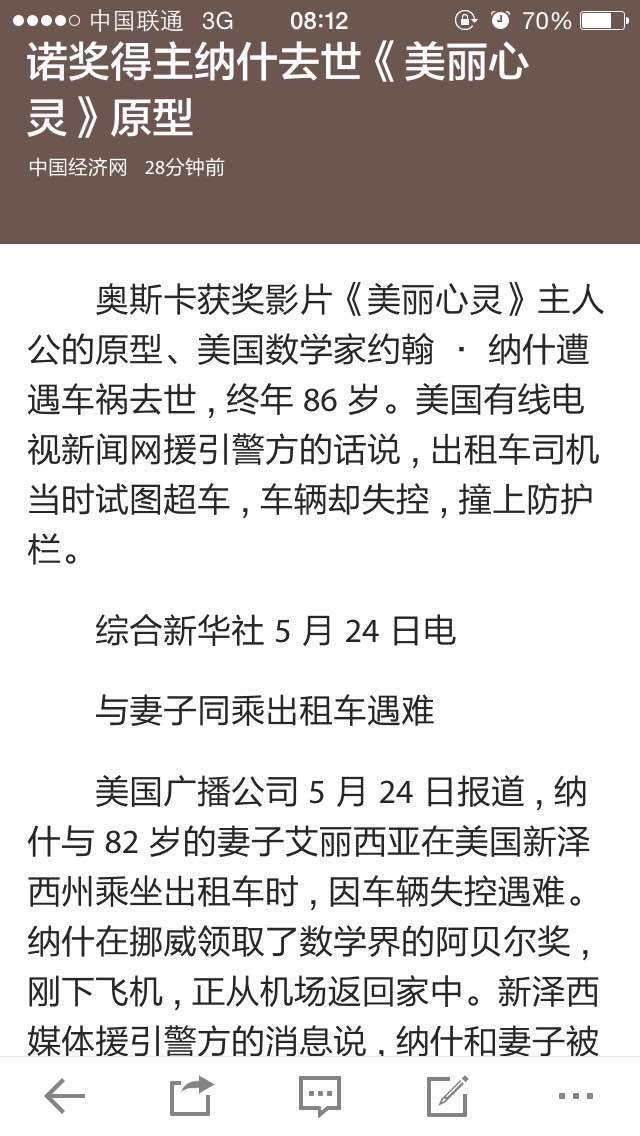 中国联通 3G 08:12 70%
诺奖得主纳什去世《美丽心
灵》原型
中国经济网 28分钟前
奥斯卡获奖影片《美丽心灵》主人
公的原型、美国数学家约翰 · 纳什遭
遇车祸去世，终年 86 岁。美国有线电
视新闻网援引警方的话说，出租车司机
当时试图超车，车辆却失控，撞上防护
栏。
综合新华社 5 月 24 日电
与妻子同乘出租车遇难
美国广播公司 5 月 24 日报道，纳
什与 82 岁的妻子艾丽西亚在美国新泽
西州乘坐出租车时，因车辆失控遇难。
纳什在挪威领取了数学界的阿贝尔奖，
刚下飞机，正从机场返回家中。新泽西
媒体援引警方的消息说，纳什和妻子被